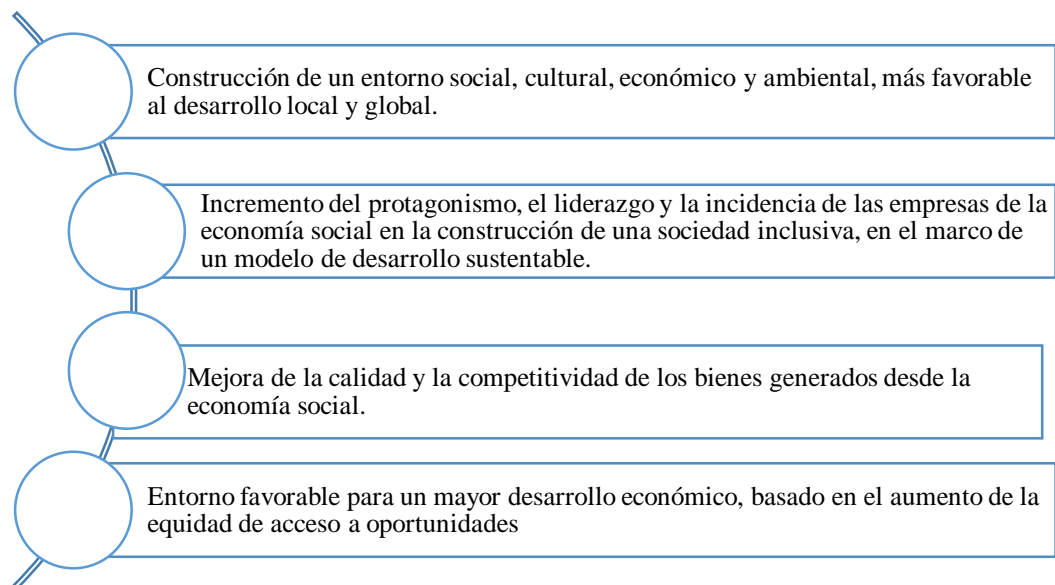 Construcción de un entorno social, cultural, económico y ambiental, más favorable
al desarrollo local y global.
Incremento del protagonismo, el liderazgo y la incidencia de las empresas de la
economía social en la construcción de una sociedad inclusiva, en el marco de
un modelo de desarrollo sustentable.
Mejora de la calidad y la competitividad de los bienes generados desde la
economía social.
Entorno favorable para un mayor desarrollo económico, basado en el aumento de la
equidad de acceso a oportunidades